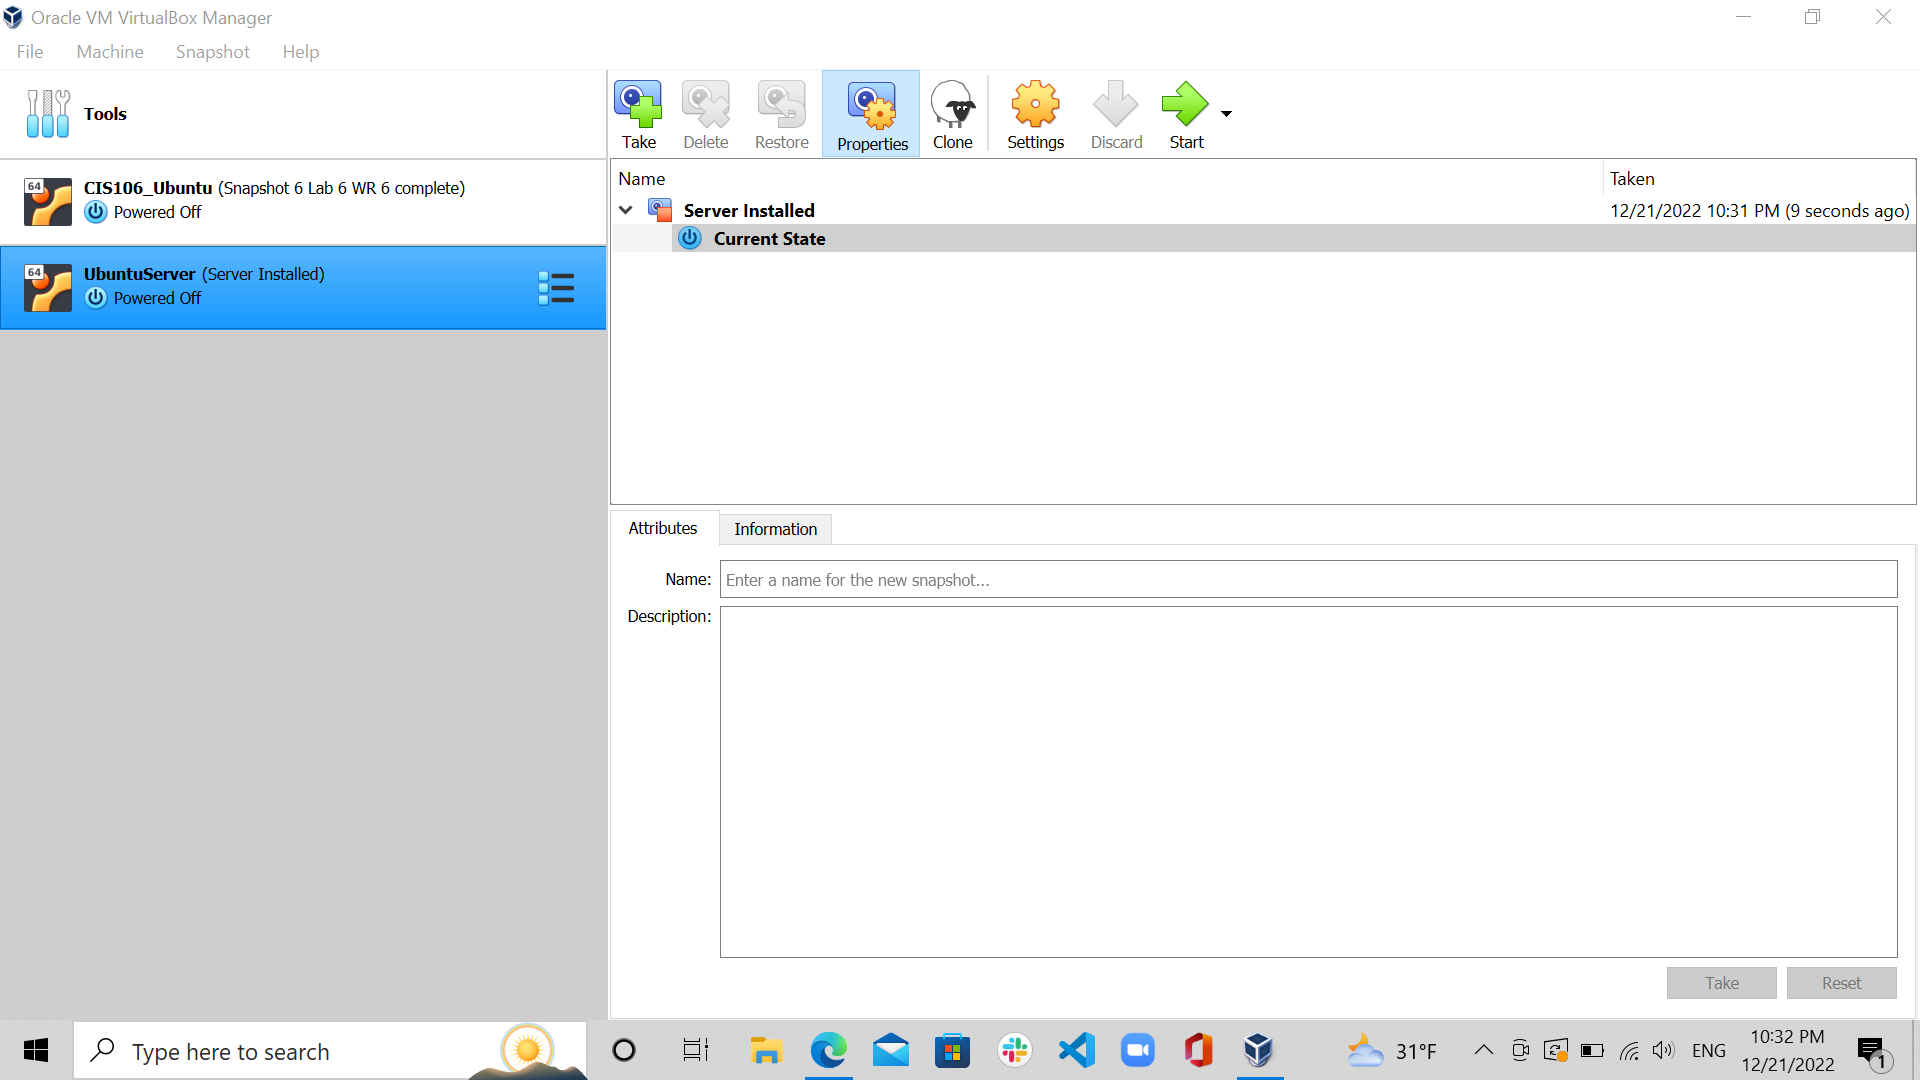 Oracle VM VirtualBox Manager
File Machine Snapshot Help
Tools
64
CIS106_Ubuntu (Snapshot 6 Lab 6 WR 6 complete)
Powered Off
64
UbuntuServer (Server Installed)
Powered Off
Take Delete Restore Properties Clone Settings Discard Start
Name Taken
Server Installed 12/21/2022 10:31 PM (9 seconds ago)
Current State
Attributes Information
Name: Enter a name for the new snapshot...
Description:
Take Reset
Type here to search
31°F
ENG
10:32 PM
12/21/2022
1